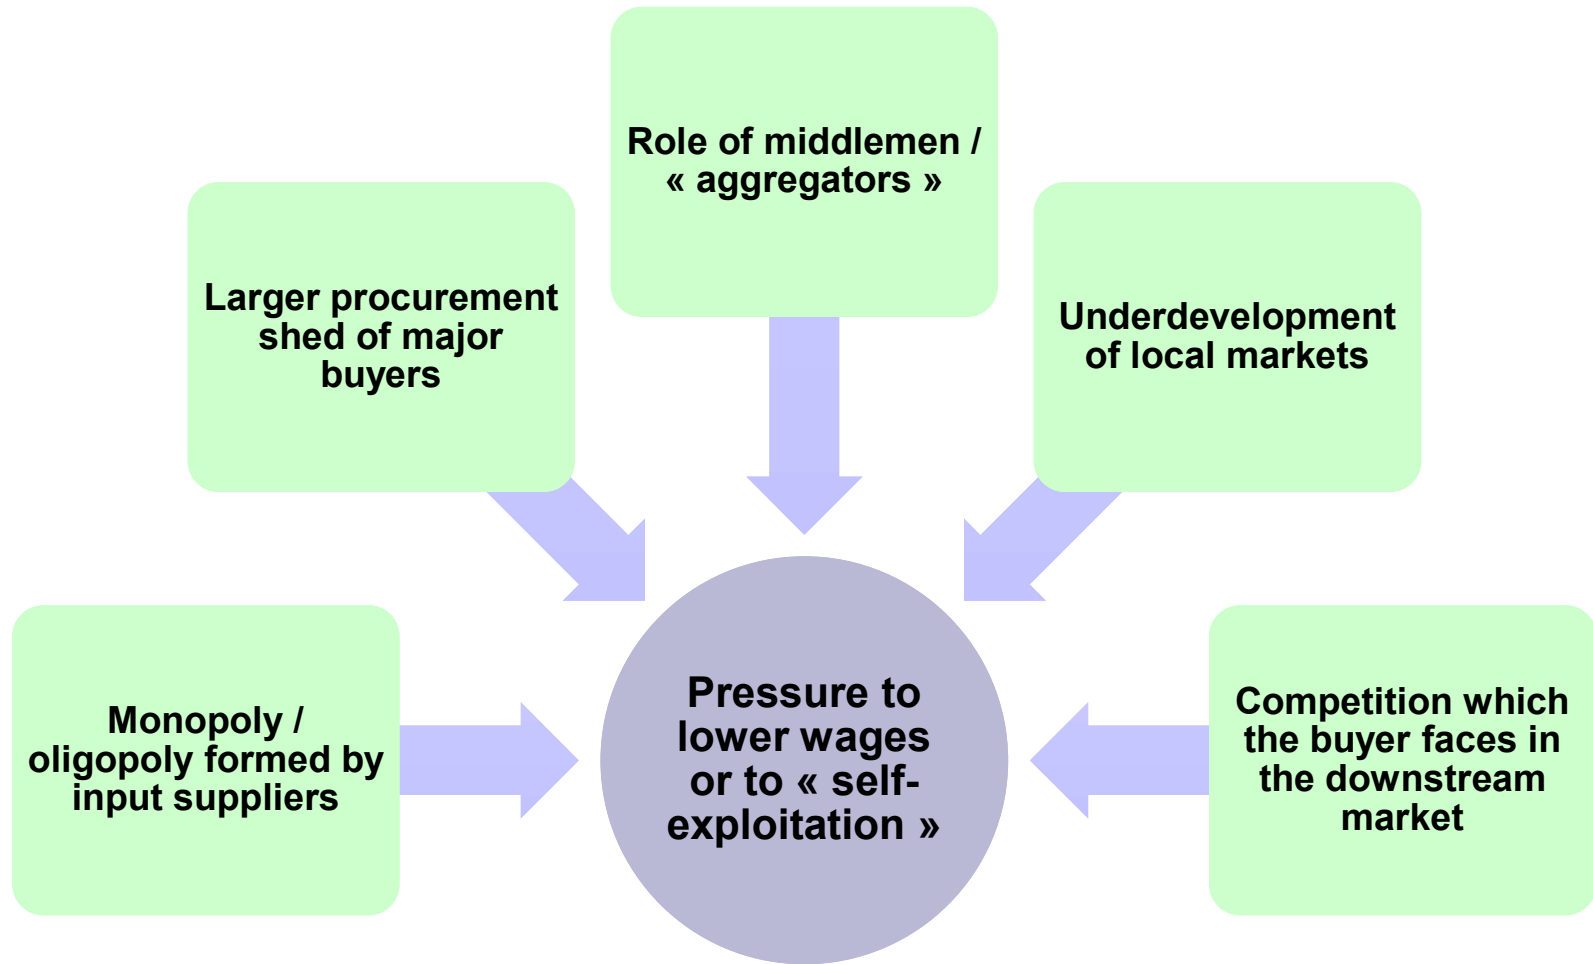 Role of middlemen /
« aggregators »
Larger procurement
shed of major
buyers
Underdevelopment
of local markets
Monopoly /
oligopoly formed by
input suppliers
Pressure to
lower wages
or to « self-
exploitation »
Competition which
the buyer faces in
the downstream
market